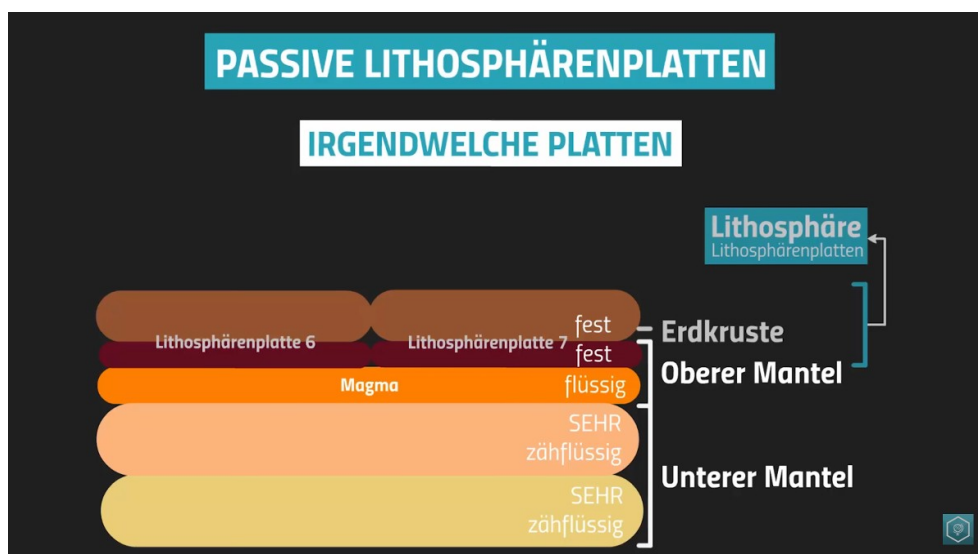 PASSIVE LITHOSPHÄRENPLATTEN
IRGENDWELCHE PLATTEN
Lithosphäre
Lithosphärenplatten
fest
Erdkruste
Lithosphärenplatte 6
Lithosphärenplatte 7
fest
Oberer Mantel
Magma
flüssig
SEHR
zähflüssig
Unterer Mantel
SEHR
zähflüssig